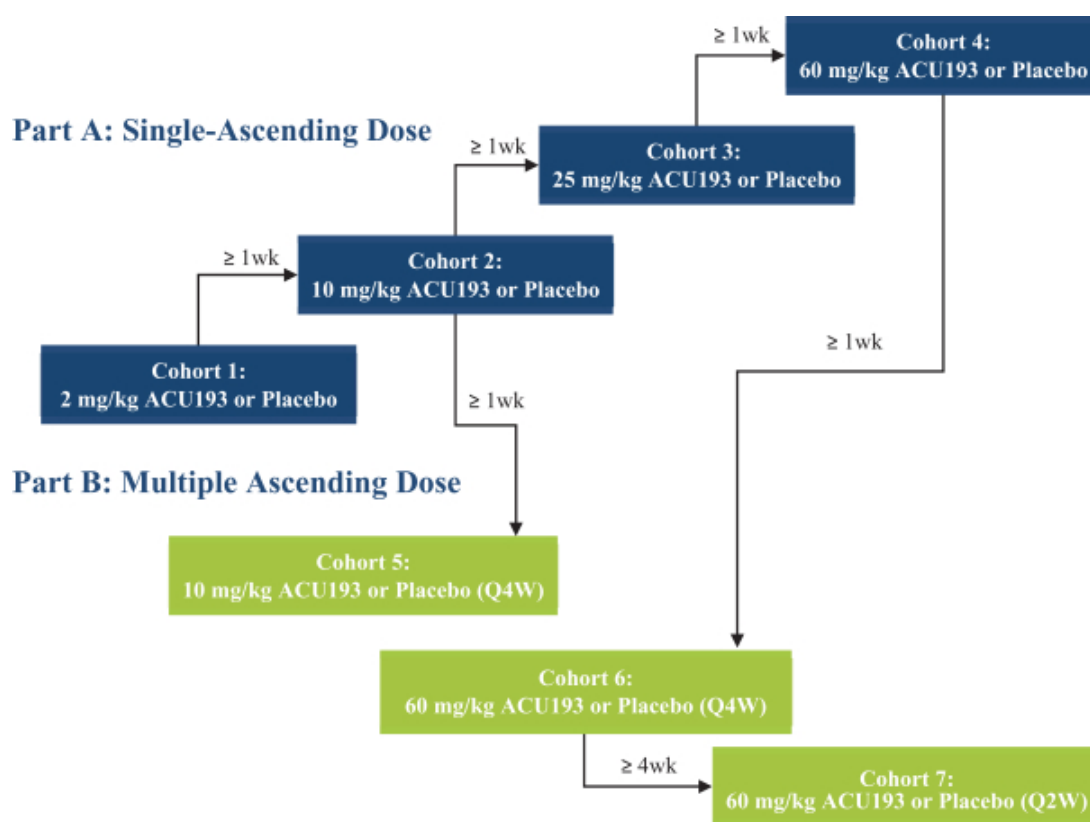 ≥ 1wk
Cohort 4:
60 mg/kg ACU193 or Placebo
Part A: Single-Ascending Dose
≥ 1wk
Cohort 3:
25 mg/kg ACU193 or Placebo
≥ 1wk
Cohort 2:
10 mg/kg ACU193 or Placebo
≥ 1wk
Cohort 1:
2 mg/kg ACU193 or Placebo
≥ 1wk
Part B: Multiple Ascending Dose
Cohort 5:
10 mg/kg ACU193 or Placebo (Q4W)
Cohort 6:
60 mg/kg ACU193 or Placebo (Q4W)
≥ 4wk
Cohort 7:
60 mg/kg ACU193 or Placebo (Q2W)